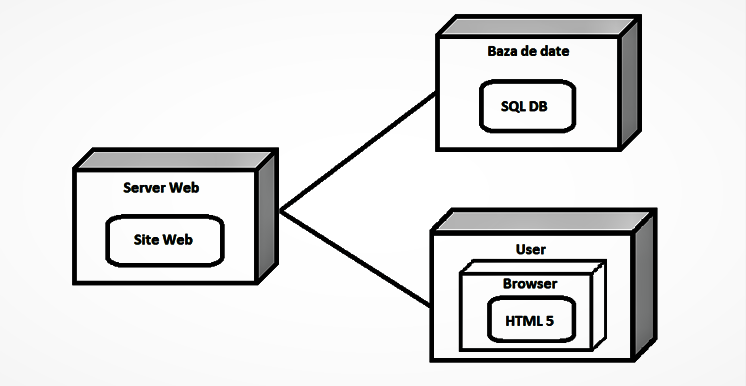 Server Web
Site Web
Baza de date
SQL DB
User
Browser
HTML 5